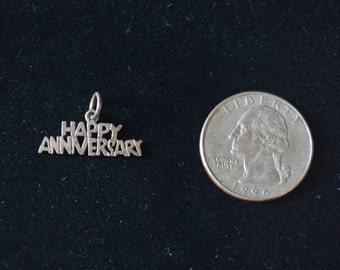 HAPPY
ANNIVERSARY
LIBERTY
IN GOD WE
TRUST
1996